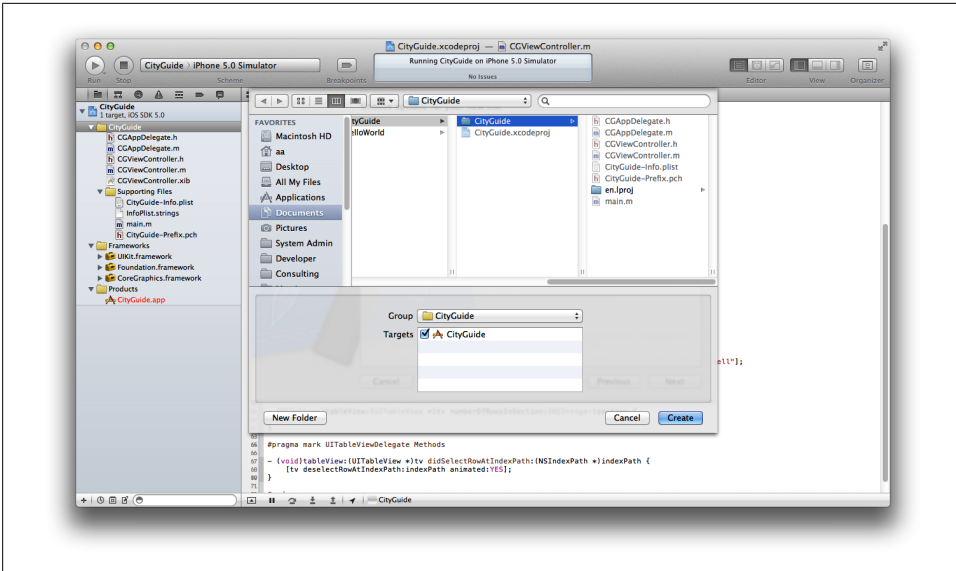 CityGuide.xcodeproj — CGViewController.m
CityGuide 〉 iPhone 5.0 Simulator
Running CityGuide on iPhone 5.0 Simulator
No Issues
Run Stop Scheme Breakpoints Editor View Organizer
CityGuide
1 target, iOS SDK 5.0
CityGuide
CGAppDelegate.h
CGAppDelegate.m
CGViewController.h
CGViewController.m
CGViewController.xib
Supporting Files
CityGuide-Info.plist
InfoPlist.strings
main.m
CityGuide-Prefix.pch
Frameworks
UIKit.framework
Foundation.framework
CoreGraphics.framework
Products
CityGuide.app
CityGuide
FAVORITES
Macintosh HD
aa
Desktop
All My Files
Applications
Documents
Pictures
System Admin
Developer
Consulting
tyGuide
elloWorld
CityGuide
CityGuide.xcodeproj
CGAppDelegate.h
CGAppDelegate.m
CGViewController.h
CGViewController.m
CityGuide-Info.plist
CityGuide-Prefix.pch
en.lproj
main.m
Group CityGuide
Targets CityGuide
ell"];
Cancel Previous Next
New Folder Cancel Create
#pragma mark UITableViewDelegate Methods
- (void)tableView:(UITableView *)tv didSelectRowAtIndexPath:(NSIndexPath *)indexPath {
[tv deselectRowAtIndexPath:indexPath animated:YES];
}
CityGuide